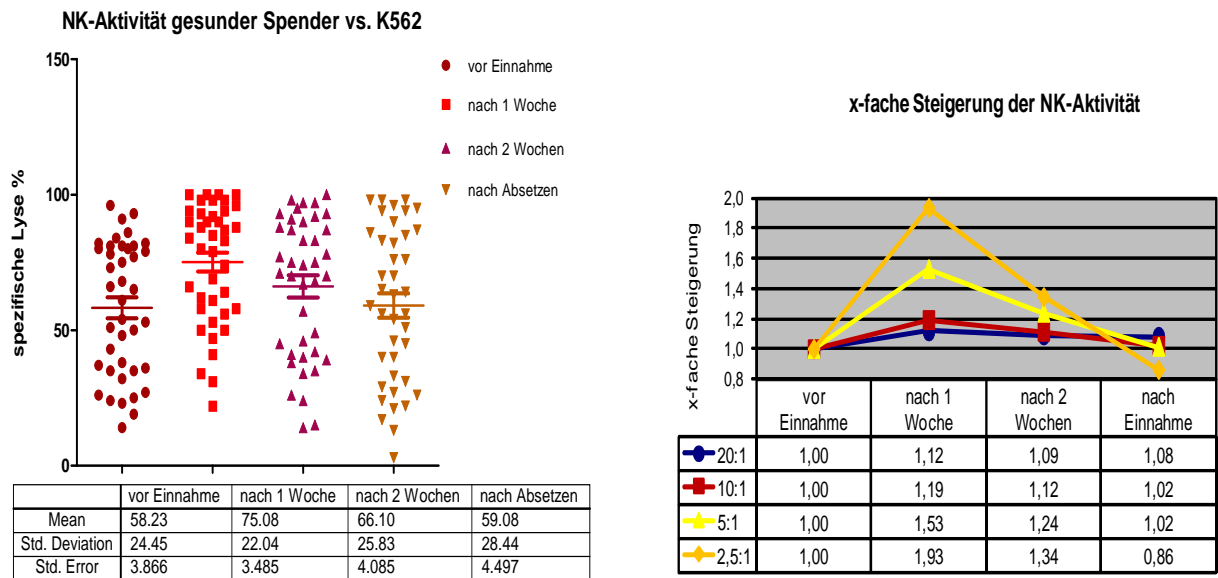 NK-Aktivität gesunder Spender vs. K562
150
100
50
0
spezifische Lyse %
vor Einnahme
nach 1 Woche
nach 2 Wochen
nach Absetzen
vor Einnahme nach 1 Woche nach 2 Wochen nach Absetzen
Mean 58.23 75.08 66.10 59.08
Std. Deviation 24.45 22.04 25.83 28.44
Std. Error 3.866 3.485 4.085 4.497
x-fache Steigerung der NK-Aktivität
x-fache Steigerung
2,0
1,8
1,6
1,4
1,2
1,0
0,8
vor nach 1 nach 2 nach
Einnahme Woche Wochen Einnahme
20:1 1,00 1,12 1,09 1,08
10:1 1,00 1,19 1,12 1,02
5:1 1,00 1,53 1,24 1,02
2,5:1 1,00 1,93 1,34 0,86